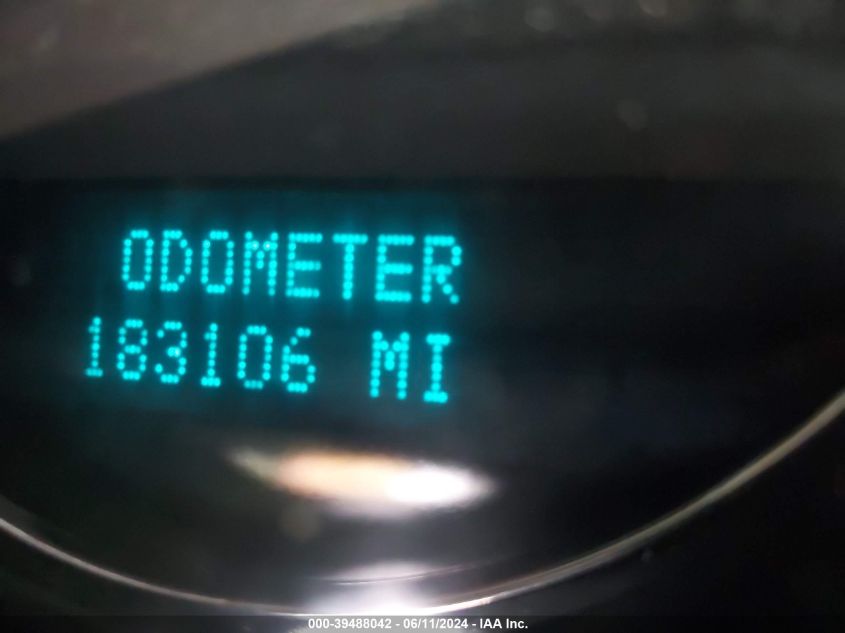 ODOMETER
183106 MI
000-39488042 - 06/11/2024 - IAA Inc.